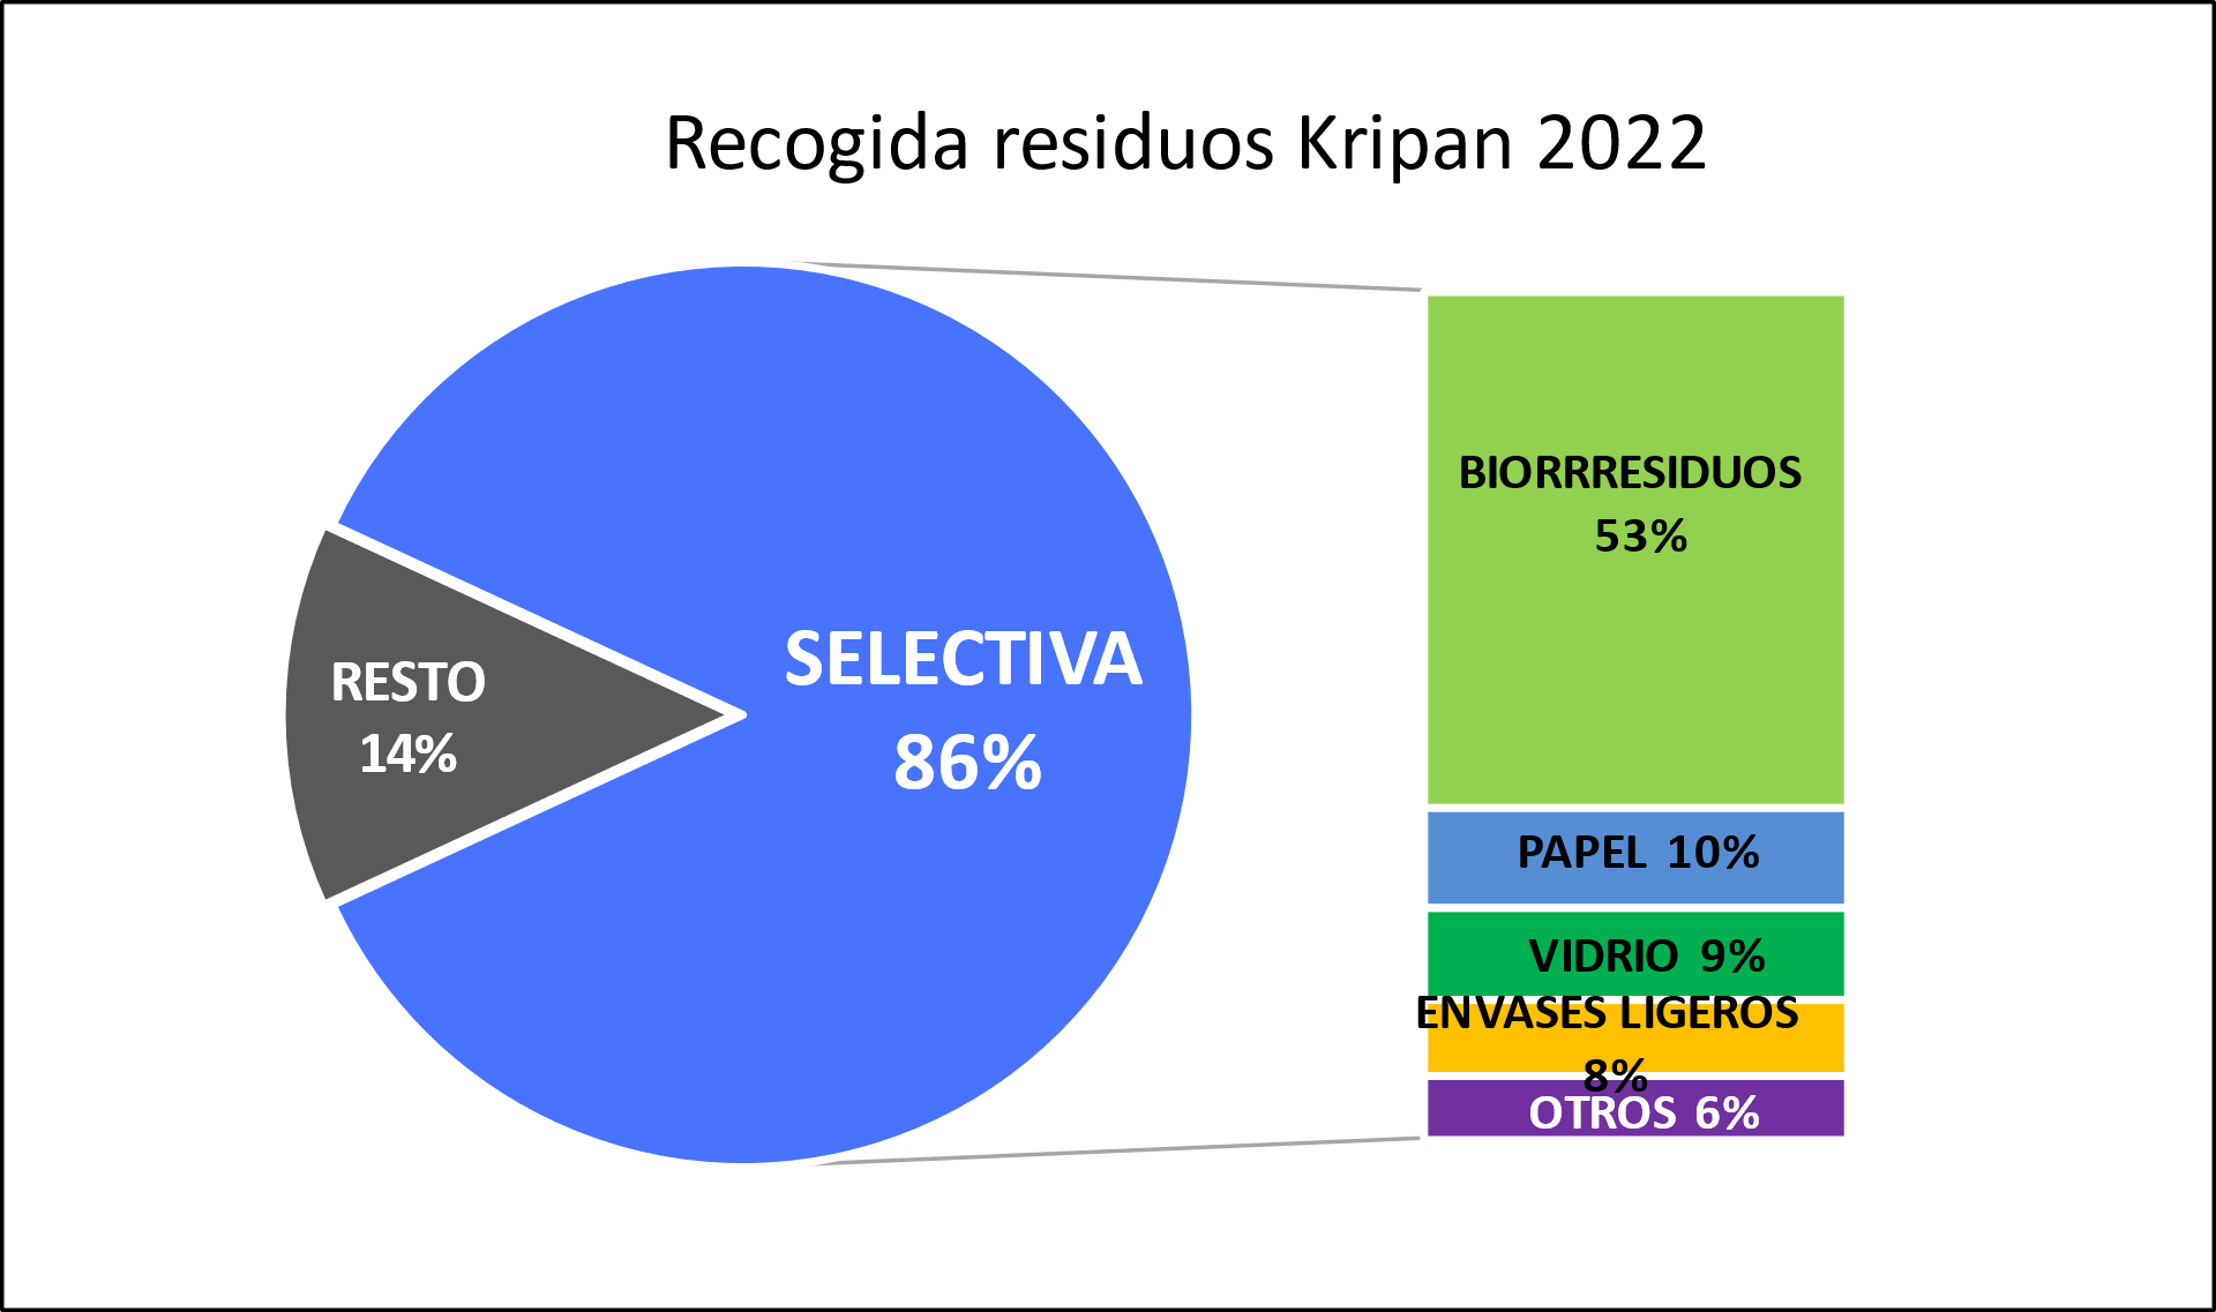 Recogida residuos Kripan 2022
RESTO
14%
SELECTIVA
86%
BIORRRESIDUOS
53%
PAPEL 10%
VIDRIO 9%
ENVASES LIGEROS
8%
OTROS 6%